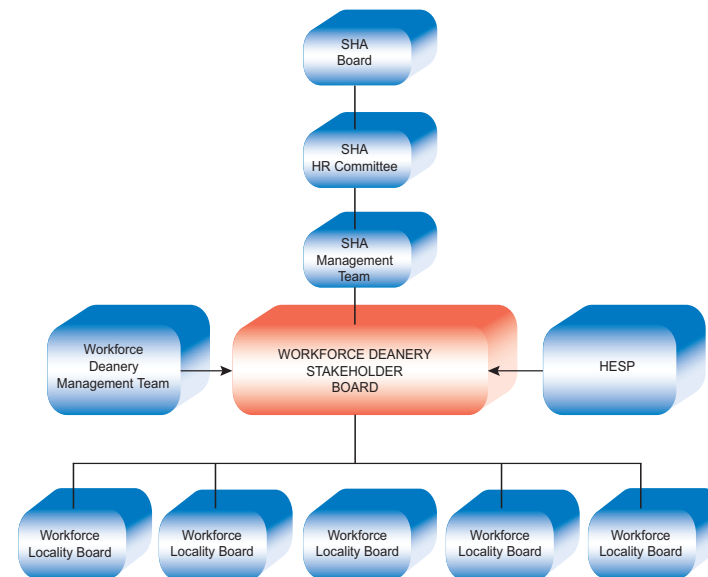 SHA
Board
SHA
HR Committee
SHA
Management
Team
Workforce
Deanery
Management Team
WORKFORCE DEANERY
STAKEHOLDER
BOARD
HESP
Workforce
Locality Board
Workforce
Locality Board
Workforce
Locality Board
Workforce
Locality Board
Workforce
Locality Board